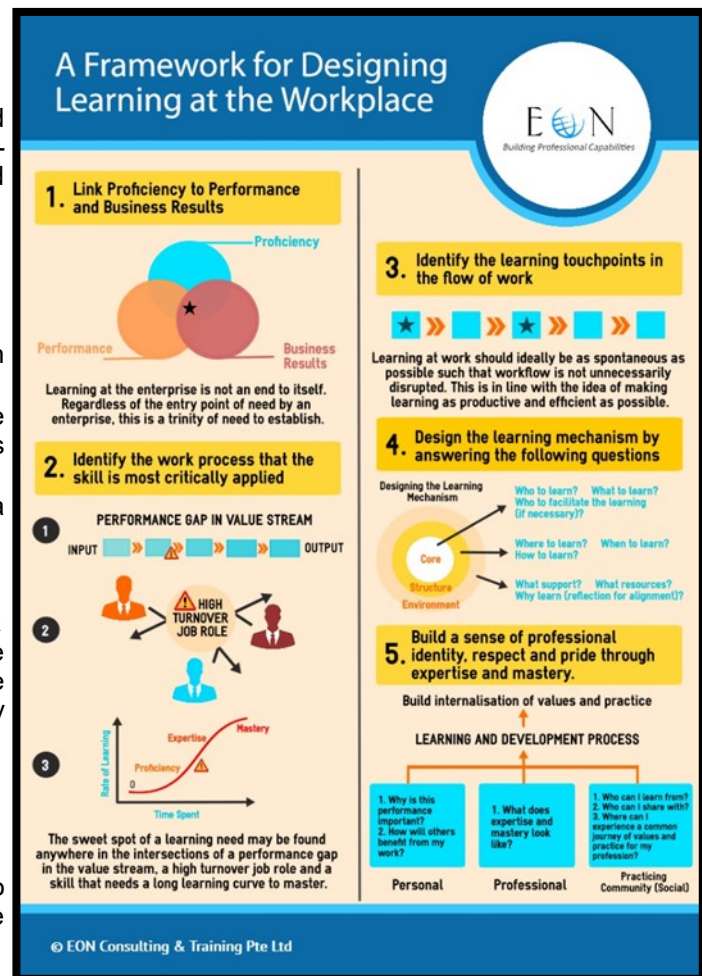 A Framework for Designing
Learning at the Workplace
E N
Building Professional Capabilities
1. Link Proficiency to Performance
and Business Results
Proficiency
Performance
Business
Results
Learning at the enterprise is not an end to itself.
Regardless of the entry point of need by an
enterprise, this is a trinity of need to establish.
2. Identify the work process that the
skill is most critically applied
1
PERFORMANCE GAP IN VALUE STREAM
INPUT
OUTPUT
2
HIGH
TURNOVER
JOB ROLE
3
Rate of Learning
0
Proficiency
Expertise
Mastery
Time Spent
The sweet spot of a learning need may be found
anywhere in the intersections of a performance gap
in the value stream, a high turnover job role and a
skill that needs a long learning curve to master.
3. Identify the learning touchpoints in
the flow of work
Learning at work should ideally be as spontaneous as
possible such that workflow is not unnecessarily
disrupted. This is in line with the idea of making
learning as productive and efficient as possible.
4. Design the learning mechanism by
answering the following questions
Designing the Learning
Mechanism
Core
Structure
Environment
Who to learn? What to learn?
Who to facilitate the learning
(if necessary)?
Where to learn? When to learn?
How to learn?
What support? What resources?
Why learn (reflection for alignment)?
5. Build a sense of professional
identity, respect and pride through
expertise and mastery.
Build internalisation of values and practice
LEARNING AND DEVELOPMENT PROCESS
1. Why is this
performance
important?
2. How will others
benefit from my
work?
Personal
1. What does
expertise and
mastery look
like?
Professional
1. Who can I learn from?
2. Who can I share with?
3. Where can I
experience a common
journey of values and
practice for my
profession?
Practicing
Community (Social)
© EON Consulting & Training Pte Ltd